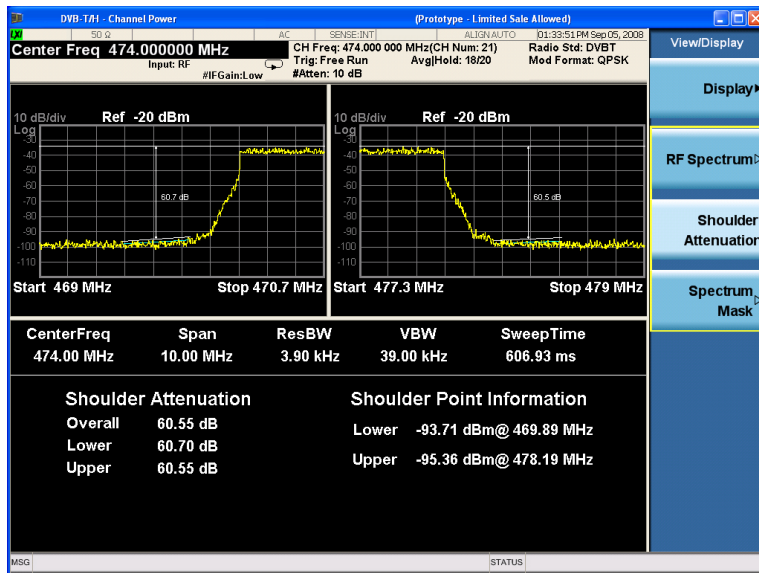 DVB-T/H - Channel Power (Prototype - Limited Sale Allowed)
LXI 50 Ω AC SENSE:INT ALIGN AUTO 01:33:51 PM Sep 05, 2008
Center Freq 474.000000 MHz
Input: RF
#IFGain:Low
CH Freq: 474.000 000 MHz(CH Num: 21)
Trig: Free Run Avg|Hold: 18/20
#Atten: 10 dB
Radio Std: DVBT
Mod Format: QPSK
View/Display
Display
RF Spectrum
Shoulder
Attenuation
Spectrum
Mask
10 dB/div Ref -20 dBm
Log
-30
-40
-50
-60
-70
-80
-90
-100
-110
60.7 dB
Start 469 MHz Stop 470.7 MHz
10 dB/div Ref -20 dBm
Log
-30
-40
-50
-60
-70
-80
-90
-100
-110
60.5 dB
Start 477.3 MHz Stop 479 MHz
CenterFreq Span ResBW VBW SweepTime
474.00 MHz 10.00 MHz 3.90 kHz 39.00 kHz 606.93 ms
Shoulder Attenuation
Overall 60.55 dB
Lower 60.70 dB
Upper 60.55 dB
Shoulder Point Information
Lower -93.71 dBm@ 469.89 MHz
Upper -95.36 dBm@ 478.19 MHz
MSG STATUS